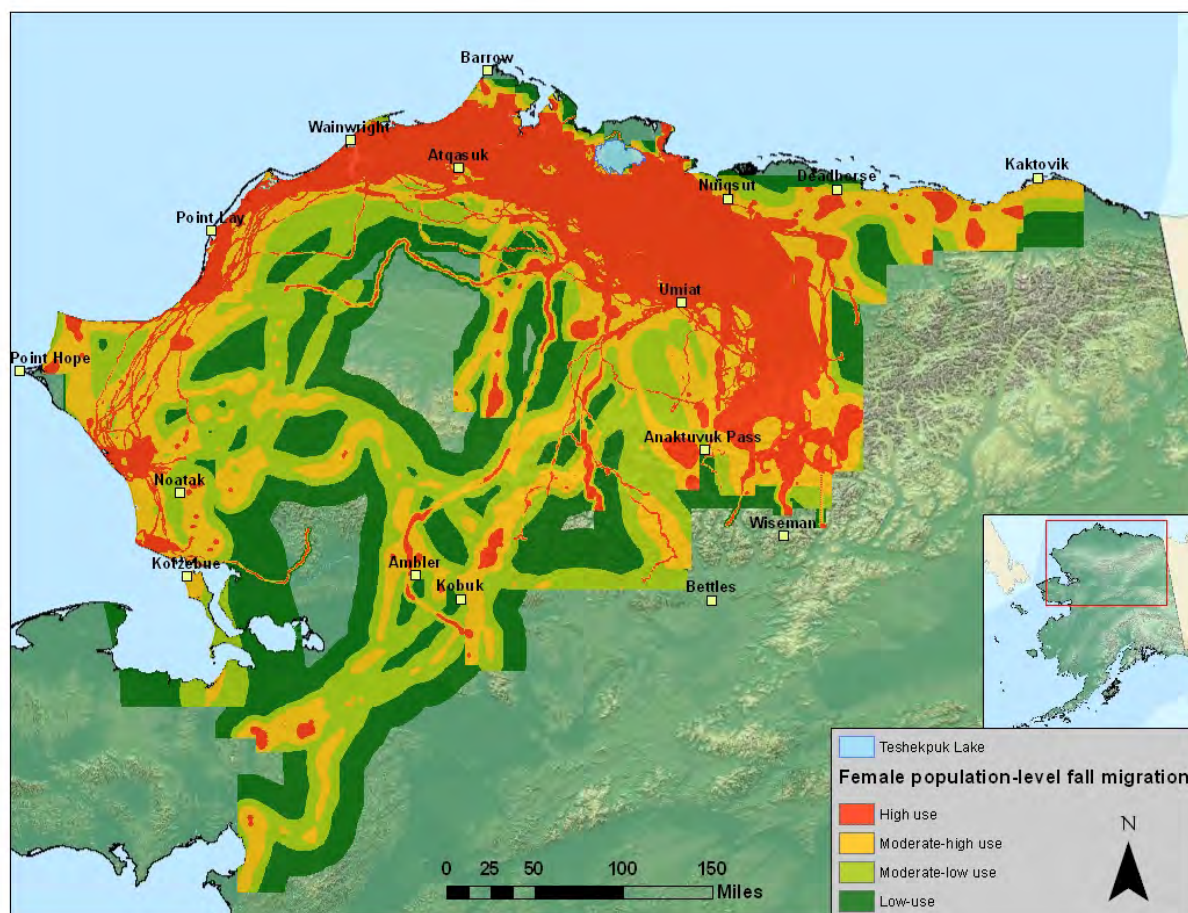 Barrow
Wainwright
Atqasuk
Nuiqsut
Deadhorse
Kaktovik
Point Lay
Umiat
Point Hope
Anaktuvuk Pass
Noatak
Wiseman
Kotzebue
Ambler
Kobuk
Bettles
Teshekpuk Lake
Female population-level fall migration
High use
Moderate-high use
Moderate-low use
Low-use
N
0 25 50 100 150
Miles